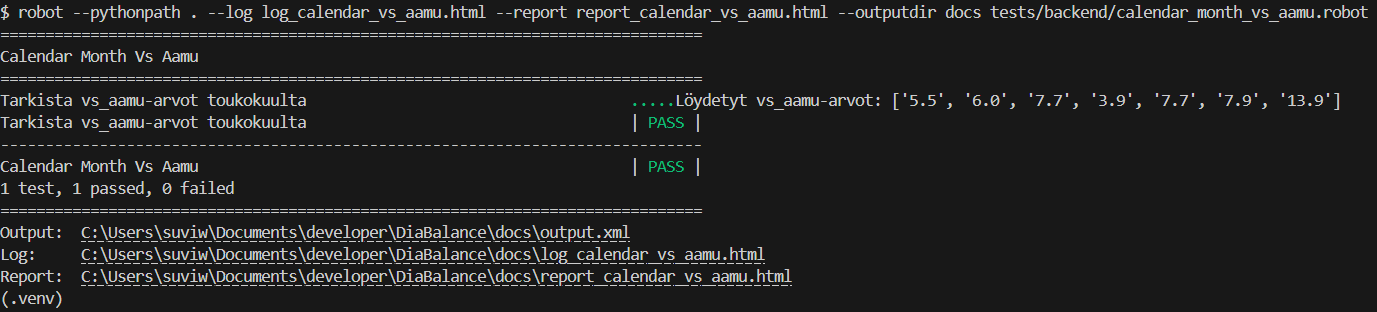 $ robot --pythonpath . --log log_calendar_vs_aamu.html --report report_calendar_vs_aamu.html --outputdir docs tests/backend/calendar_month_vs_aamu.robot
==============================================================================
Calendar Month Vs Aamu
==============================================================================
Tarkista vs_aamu-arvot toukokuulta                                    .....Löydetyt vs_aamu-arvot: ['5.5', '6.0', '7.7', '3.9', '7.7', '7.9', '13.9']
Tarkista vs_aamu-arvot toukokuulta                                    | PASS |
------------------------------------------------------------------------------
Calendar Month Vs Aamu                                                | PASS |
1 test, 1 passed, 0 failed
==============================================================================
Output:  C:\Users\suviw\Documents\developer\DiaBalance\docs\output.xml
Log:     C:\Users\suviw\Documents\developer\DiaBalance\docs\log_calendar_vs_aamu.html
Report:  C:\Users\suviw\Documents\developer\DiaBalance\docs\report_calendar_vs_aamu.html
(.venv)